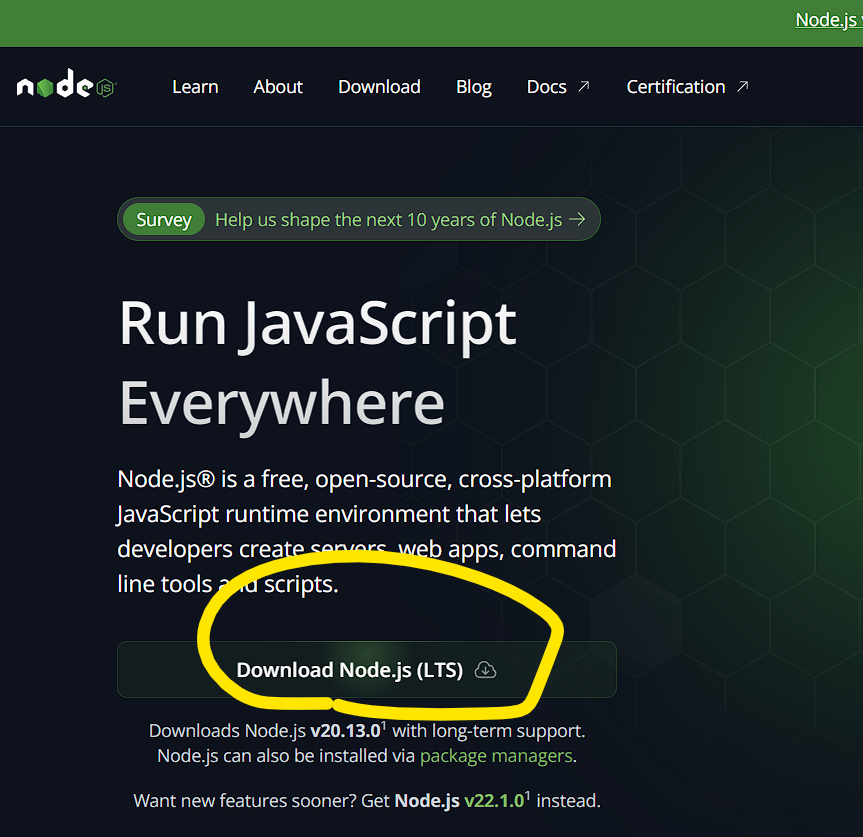 Node.js
node JS
Learn About Download Blog Docs Certification
Survey Help us shape the next 10 years of Node.js
Run JavaScript
Everywhere
Node.js® is a free, open-source, cross-platform
JavaScript runtime environment that lets
developers create servers, web apps, command
line tools and scripts.
Download Node.js (LTS)
Downloads Node.js v20.13.0¹ with long-term support.
Node.js can also be installed via package managers.
Want new features sooner? Get Node.js v22.1.0¹ instead.